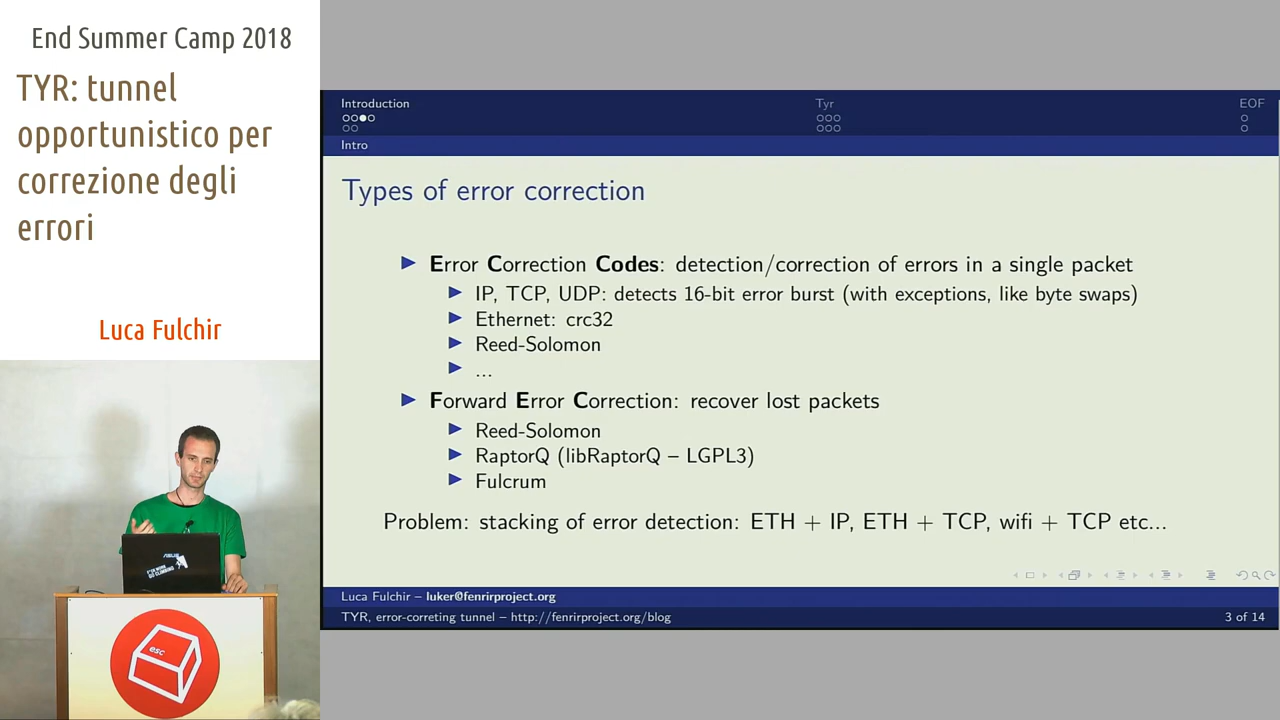 End Summer Camp 2018
TYR: tunnel
opportunistico per
correzione degli
errori
Luca Fulchir
esc
Introduction
Tyr
EOF
Intro
Types of error correction
Error Correction Codes: detection/correction of errors in a single packet
IP, TCP, UDP: detects 16-bit error burst (with exceptions, like byte swaps)
Ethernet: crc32
Reed-Solomon
...
Forward Error Correction: recover lost packets
Reed-Solomon
RaptorQ (libRaptorQ – LGPL3)
Fulcrum
Problem: stacking of error detection: ETH + IP, ETH + TCP, wifi + TCP etc...
Luca Fulchir – luker@fenrirproject.org
TYR, error-correting tunnel – http://fenrirproject.org/blog
3 of 14